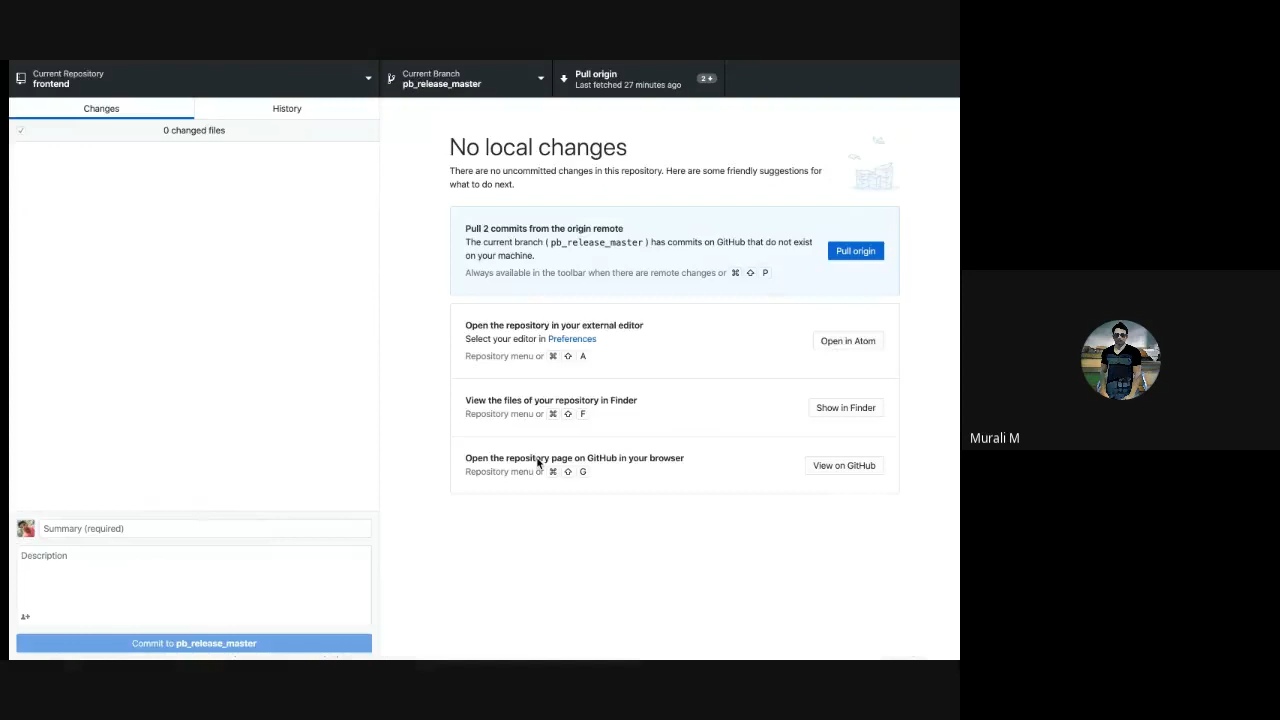 Current Repository
frontend
Current Branch
pb_release_master
Pull origin
Last fetched 27 minutes ago
2
Changes
History
0 changed files
No local changes
There are no uncommitted changes in this repository. Here are some friendly suggestions for
what to do next.
Pull 2 commits from the origin remote
The current branch ( pb_release_master ) has commits on GitHub that do not exist
on your machine.
Always available in the toolbar when there are remote changes or ⌘ ⇧ P
Pull origin
Open the repository in your external editor
Select your editor in Preferences
Repository menu or ⌘ ⇧ A
Open in Atom
View the files of your repository in Finder
Repository menu or ⌘ ⇧ F
Show in Finder
Open the repository page on GitHub in your browser
Repository menu or ⌘ ⇧ G
View on GitHub
Summary (required)
Description
Commit to pb_release_master
Murali M